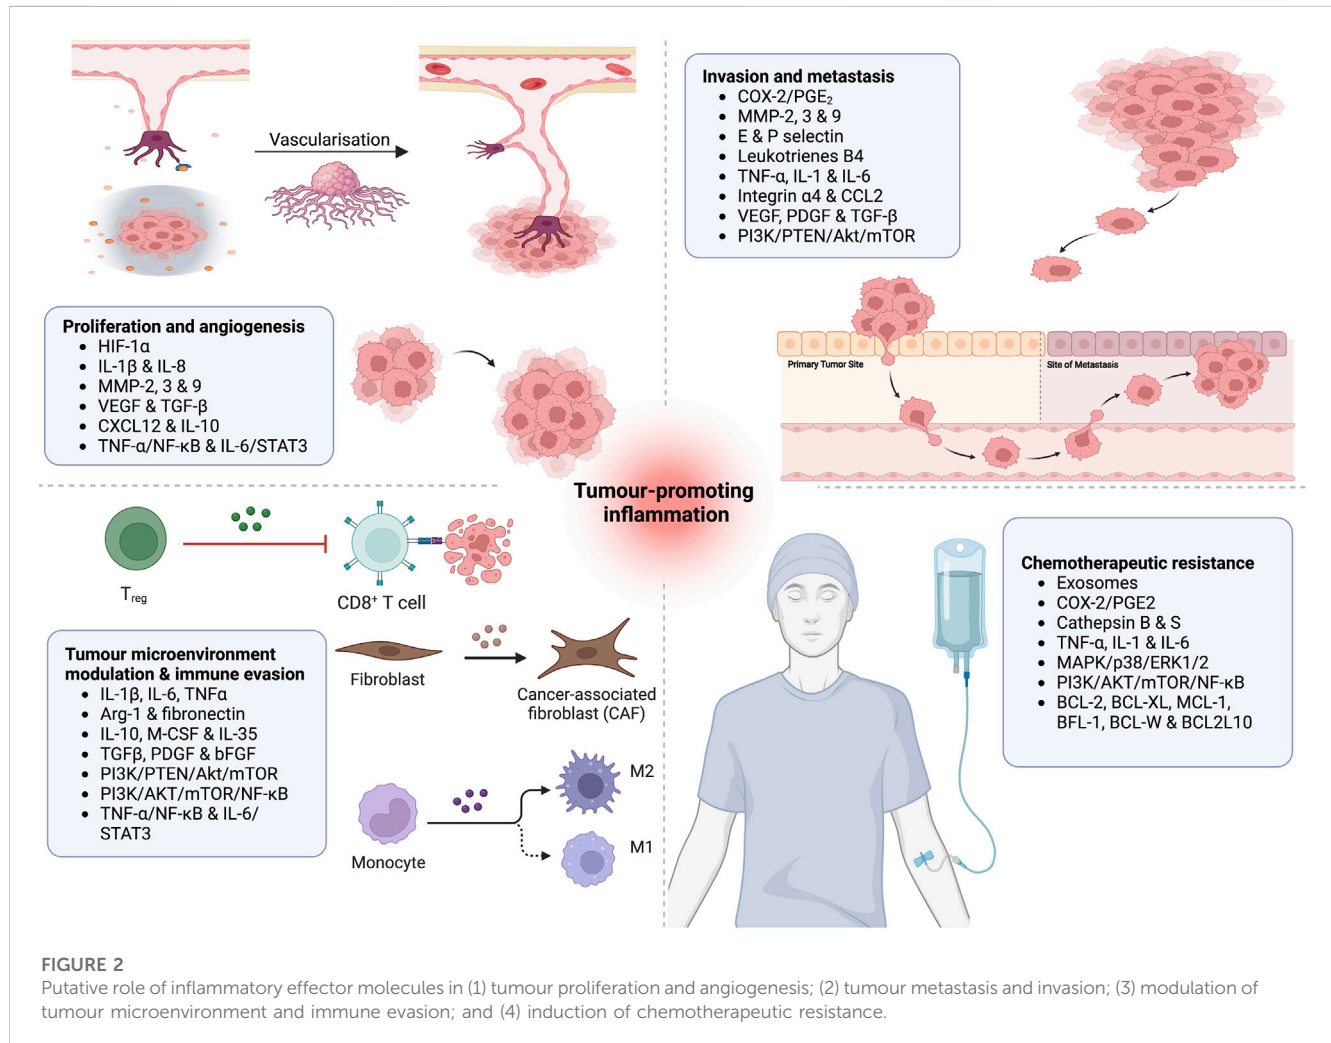 Vascularisation
Proliferation and angiogenesis
• HIF-1α
• IL-1β & IL-8
• MMP-2, 3 & 9
• VEGF & TGF-β
• CXCL12 & IL-10
• TNF-α/NF-κB & IL-6/STAT3
Invasion and metastasis
• COX-2/PGE₂
• MMP-2, 3 & 9
• E & P selectin
• Leukotrienes B4
• TNF-α, IL-1 & IL-6
• Integrin α4 & CCL2
• VEGF, PDGF & TGF-β
• PI3K/PTEN/Akt/mTOR
Primary Tumor Site
Site of Metastasis
Tumour-promoting
inflammation
Treg
CD8⁺ T cell
Fibroblast
Cancer-associated
fibroblast (CAF)
Monocyte
M2
M1
Tumour microenvironment
modulation & immune evasion
• IL-1β, IL-6, TNFα
• Arg-1 & fibronectin
• IL-10, M-CSF & IL-35
• TGFβ, PDGF & bFGF
• PI3K/PTEN/Akt/mTOR
• PI3K/AKT/mTOR/NF-κB
• TNF-α/NF-κB & IL-6/
STAT3
Chemotherapeutic resistance
• Exosomes
• COX-2/PGE2
• Cathepsin B & S
• TNF-α, IL-1 & IL-6
• MAPK/p38/ERK1/2
• PI3K/AKT/mTOR/NF-κB
• BCL-2, BCL-XL, MCL-1,
BFL-1, BCL-W & BCL2L10
FIGURE 2
Putative role of inflammatory effector molecules in (1) tumour proliferation and angiogenesis; (2) tumour metastasis and invasion; (3) modulation of
tumour microenvironment and immune evasion; and (4) induction of chemotherapeutic resistance.